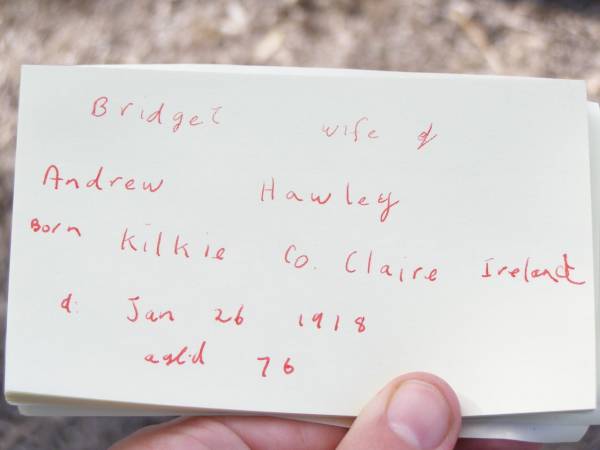 Bridget wife of
Andrew Hawley
Born Kilkie Co. Claire Ireland
d: Jan 26 1918
aged 76